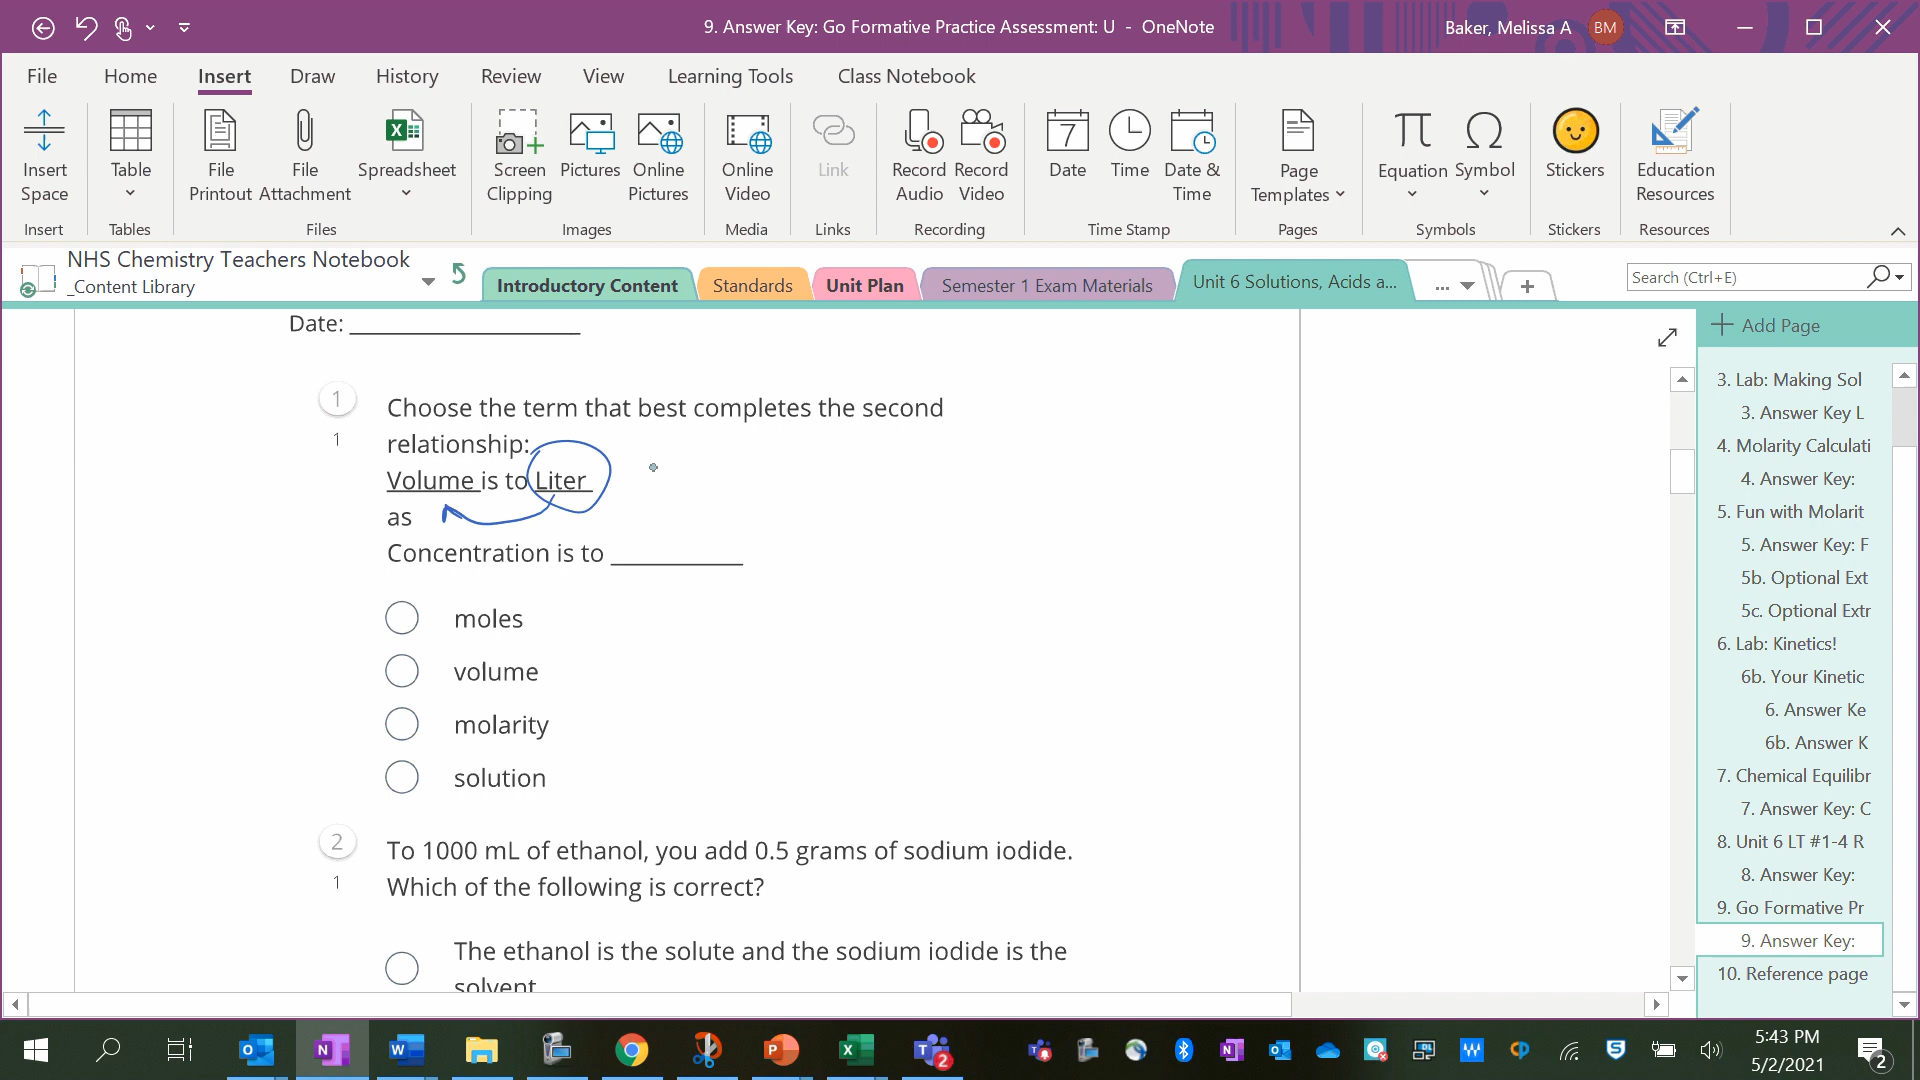 9. Answer Key: Go Formative Practice Assessment: U - OneNote
Baker, Melissa A
BM
File Home Insert Draw History Review View Learning Tools Class Notebook
Insert Space
Table
File Printout
File Attachment
Spreadsheet
Screen Clipping
Pictures
Online Pictures
Online Video
Link
Record Audio
Record Video
7
Date
Time
Date & Time
Page Templates
Equation
Symbol
Stickers
Education Resources
Insert Tables Files Images Media Links Recording Time Stamp Pages Symbols Stickers Resources
NHS Chemistry Teachers Notebook
_Content Library
Introductory Content
Standards
Unit Plan
Semester 1 Exam Materials
Unit 6 Solutions, Acids a...
...
+
Search (Ctrl+E)
Date: ____________________
1
1
Choose the term that best completes the second
relationship:
Volume is to Liter
as
Concentration is to ___________
moles
volume
molarity
solution
2
1
To 1000 mL of ethanol, you add 0.5 grams of sodium iodide.
Which of the following is correct?
The ethanol is the solute and the sodium iodide is the
solvent
Add Page
3. Lab: Making Sol
3. Answer Key L
4. Molarity Calculati
4. Answer Key:
5. Fun with Molarit
5. Answer Key: F
5b. Optional Ext
5c. Optional Extr
6. Lab: Kinetics!
6b. Your Kinetic
6. Answer Ke
6b. Answer K
7. Chemical Equilibr
7. Answer Key: C
8. Unit 6 LT #1-4 R
8. Answer Key:
9. Go Formative Pr
9. Answer Key:
10. Reference page
5:43 PM
5/2/2021
2
2